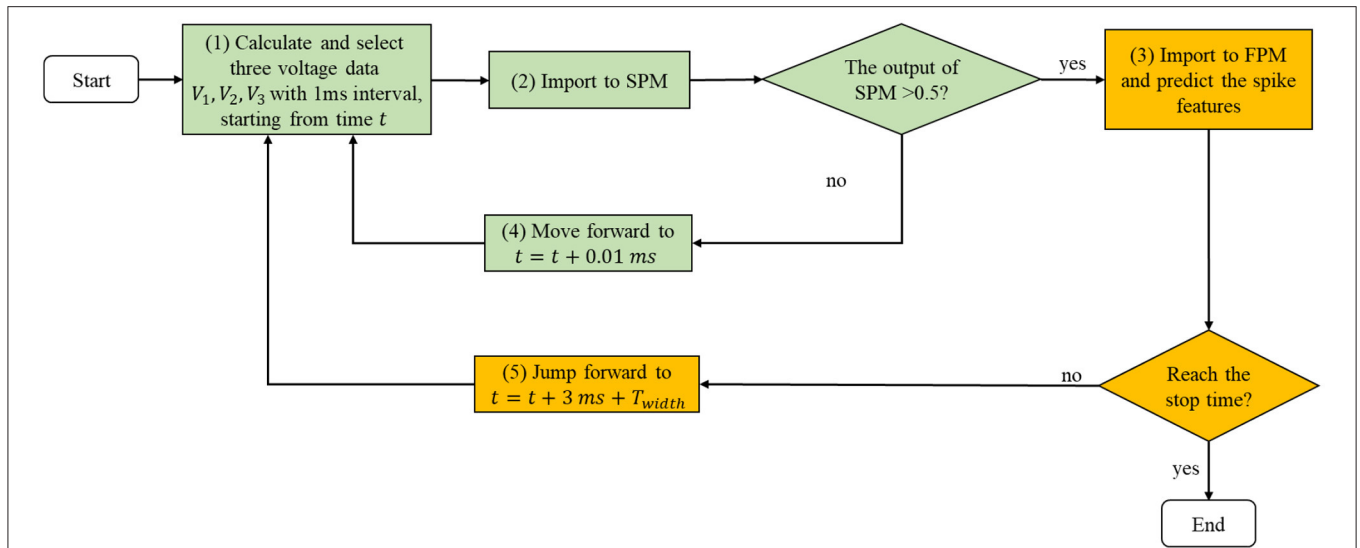 Start
(1) Calculate and select
three voltage data
V₁, V₂, V₃ with 1ms interval,
starting from time t
(2) Import to SPM
The output of
SPM >0.5?
yes
(3) Import to FPM
and predict the spike
features
no
(4) Move forward to
t = t + 0.01 ms
(5) Jump forward to
t = t + 3 ms + T_width
no
Reach the
stop time?
yes
End